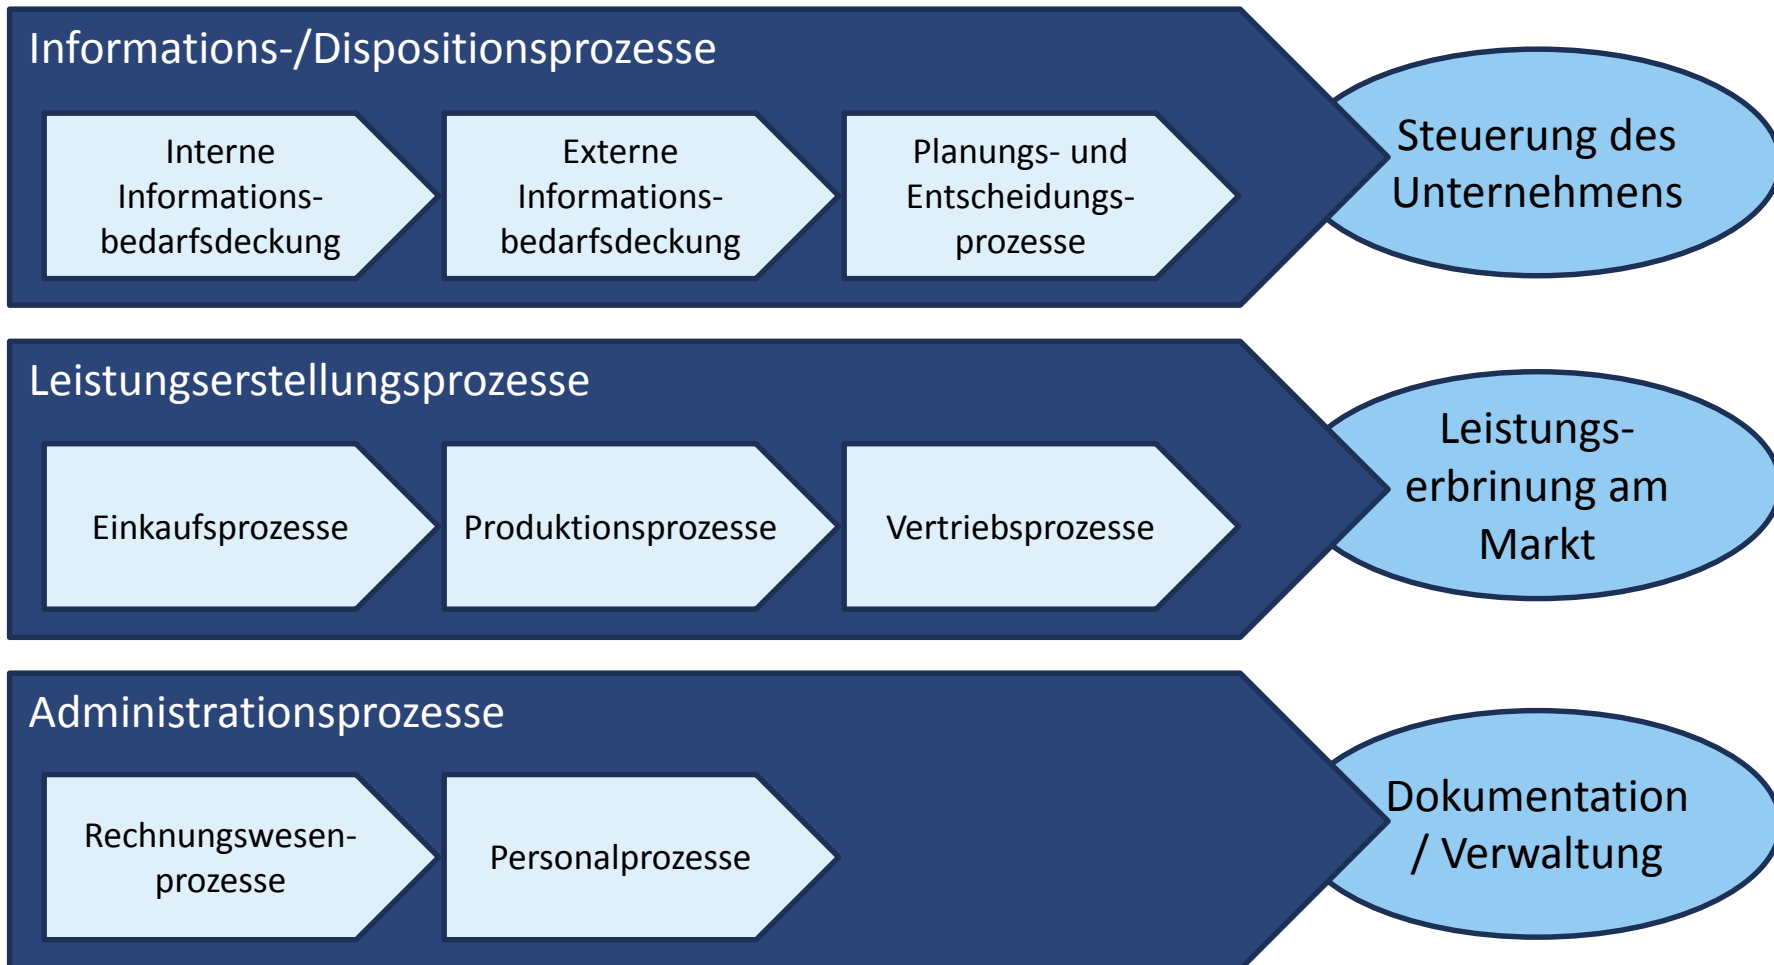 Informations-/Dispositionsprozesse
Interne
Informations-
bedarfsdeckung
Externe
Informations-
bedarfsdeckung
Planungs- und
Entscheidungs-
prozesse
Steuerung des
Unternehmens
Leistungserstellungsprozesse
Einkaufsprozesse
Produktionsprozesse
Vertriebsprozesse
Leistungs-
erbrinung am
Markt
Administrationsprozesse
Rechnungswesen-
prozesse
Personalprozesse
Dokumentation
/ Verwaltung